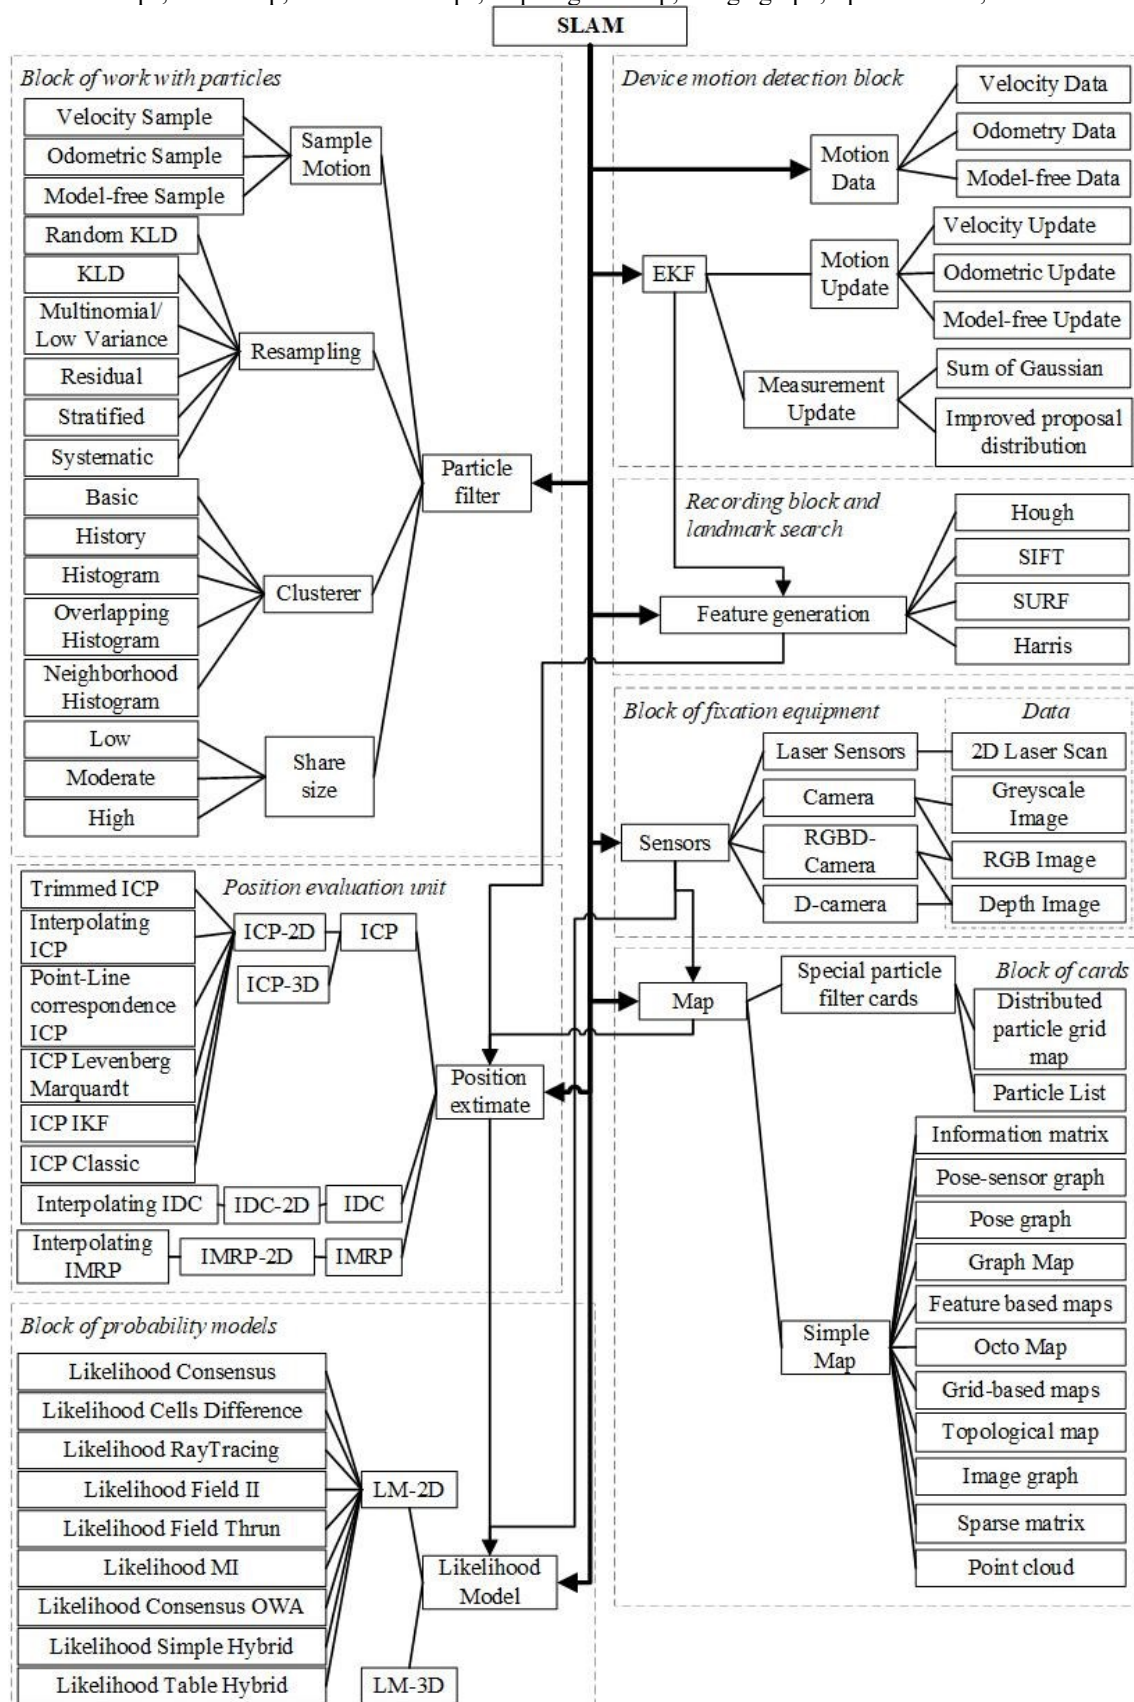 SLAM
Block of work with particles
Velocity Sample
Odometric Sample
Model-free Sample
Sample
Motion
Random KLD
KLD
Multinomial/
Low Variance
Residual
Stratified
Systematic
Resampling
Basic
History
Histogram
Overlapping
Histogram
Neighborhood
Histogram
Clusterer
Low
Moderate
High
Share
size
Particle
filter
Device motion detection block
Motion
Data
Velocity Data
Odometry Data
Model-free Data
EKF
Motion
Update
Velocity Update
Odometric Update
Model-free Update
Measurement
Update
Sum of Gaussian
Improved proposal
distribution
Recording block and
landmark search
Feature generation
Hough
SIFT
SURF
Harris
Block of fixation equipment
Data
Sensors
Laser Sensors
Camera
RGBD-
Camera
D-camera
2D Laser Scan
Greyscale
Image
RGB Image
Depth Image
Position evaluation unit
Trimmed ICP
Interpolating
ICP
Point-Line
correspondence
ICP
ICP Levenberg
Marquardt
ICP IKF
ICP Classic
ICP-2D
ICP
ICP-3D
Position
extimate
Interpolating IDC
IDC-2D
IDC
Interpolating
IMRP
IMRP-2D
IMRP
Block of cards
Map
Special particle
filter cards
Distributed
particle grid
map
Particle List
Simple
Map
Information matrix
Pose-sensor graph
Pose graph
Graph Map
Feature based maps
Octo Map
Grid-based maps
Topological map
Image graph
Sparse matrix
Point cloud
Block of probability models
Likelihood Consensus
Likelihood Cells Difference
Likelihood RayTracing
Likelihood Field II
Likelihood Field Thrun
Likelihood MI
Likelihood Consensus OWA
Likelihood Simple Hybrid
Likelihood Table Hybrid
LM-2D
Likelihood
Model
LM-3D